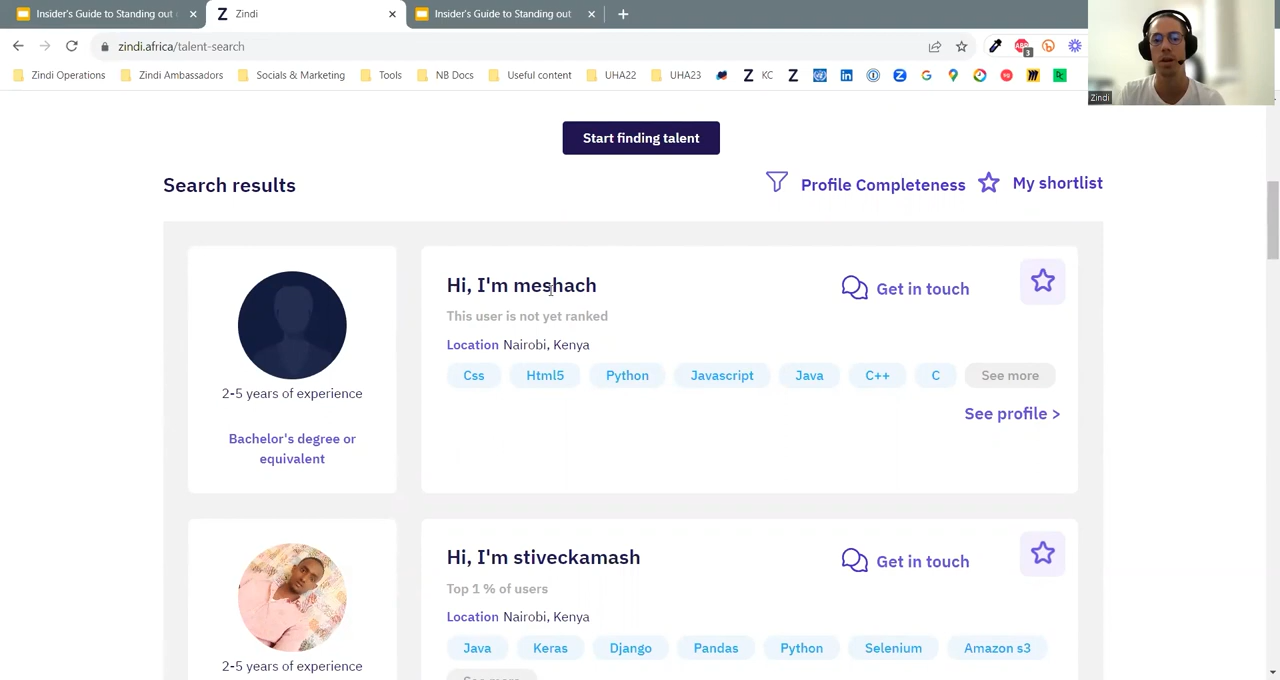 Insider's Guide to Standing out
Zindi
Insider's Guide to Standing out
zindi.africa/talent-search
ABP
3
Zindi Operations
Zindi Ambassadors
Socials & Marketing
Tools
NB Docs
Useful content
UHA22
UHA23
KC
Zindi
Start finding talent
Search results
Profile Completeness
My shortlist
Hi, I'm meshach
Get in touch
This user is not yet ranked
Location Nairobi, Kenya
Css Html5 Python Javascript Java C++ C See more
2-5 years of experience
See profile >
Bachelor's degree or
equivalent
Hi, I'm stiveckamash
Get in touch
Top 1 % of users
Location Nairobi, Kenya
Java Keras Django Pandas Python Selenium Amazon s3
2-5 years of experience
See more